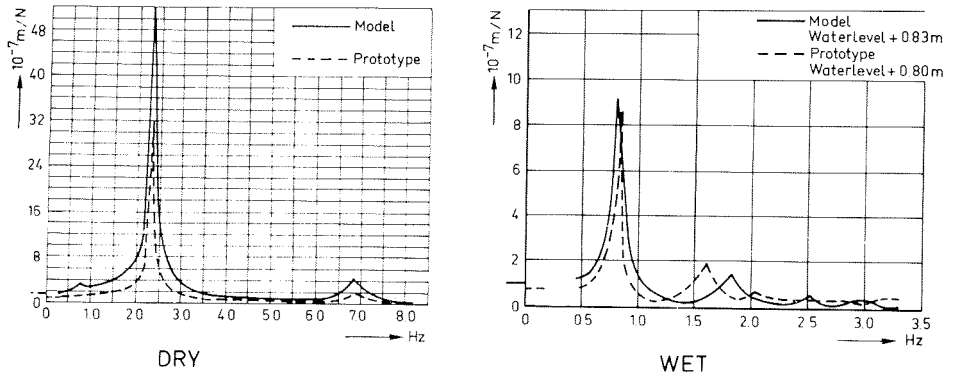 10⁻⁷m/N
48
40
32
24
16
8
0
0
1.0
2.0
3.0
4.0
5.0
6.0
7.0
8.0
Hz
Model
Prototype
DRY
10⁻⁷m/N
12
10
8
6
4
2
0
0
0.5
1.0
1.5
2.0
2.5
3.0
3.5
Hz
Model
Waterlevel + 0.83m
Prototype
Waterlevel + 0.80m
WET